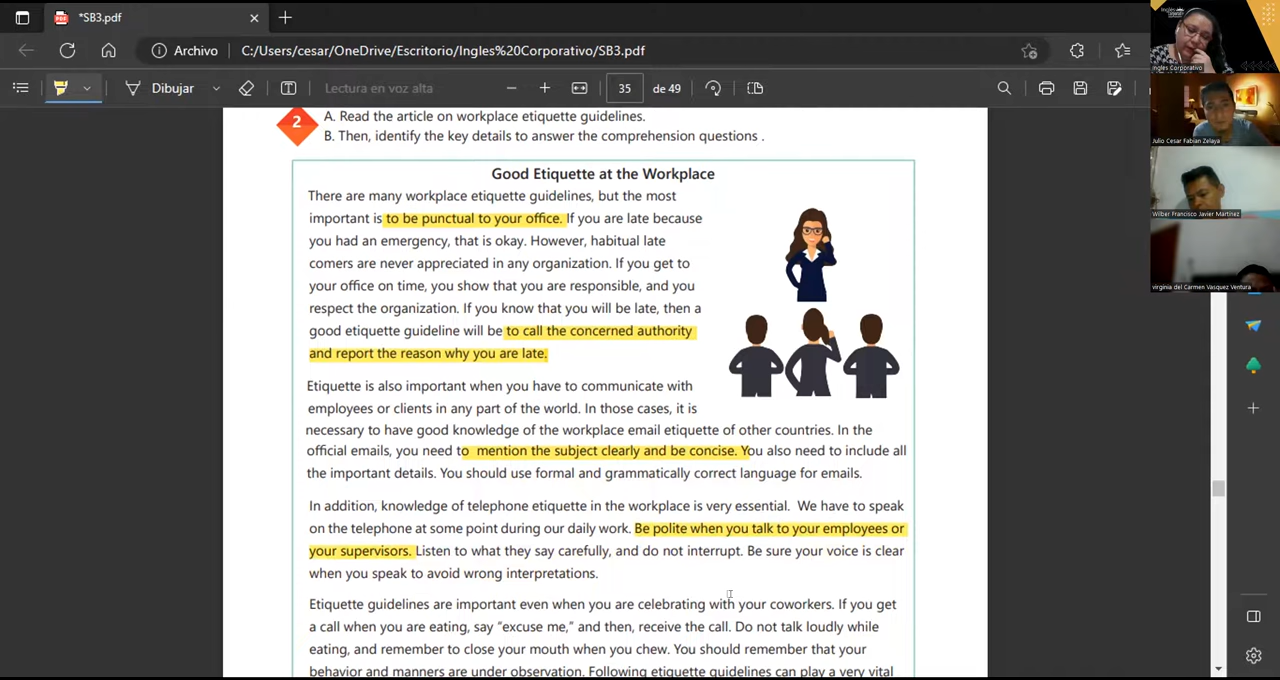 *SB3.pdf
Archivo
C:/Users/cesar/OneDrive/Escritorio/Ingles%20Corporativo/SB3.pdf
Dibujar
Lectura en voz alta
35
de 49
Ingles Corporativo
Julio Cesar Fabian Zelaya
Wilber Francisco Javier Martinez
virginia del Carmen Vasquez Ventura
2
A. Read the article on workplace etiquette guidelines.
B. Then, identify the key details to answer the comprehension questions .
Good Etiquette at the Workplace
There are many workplace etiquette guidelines, but the most
important is to be punctual to your office. If you are late because
you had an emergency, that is okay. However, habitual late
comers are never appreciated in any organization. If you get to
your office on time, you show that you are responsible, and you
respect the organization. If you know that you will be late, then a
good etiquette guideline will be to call the concerned authority
and report the reason why you are late.
Etiquette is also important when you have to communicate with
employees or clients in any part of the world. In those cases, it is
necessary to have good knowledge of the workplace email etiquette of other countries. In the
official emails, you need to mention the subject clearly and be concise. You also need to include all
the important details. You should use formal and grammatically correct language for emails.
In addition, knowledge of telephone etiquette in the workplace is very essential. We have to speak
on the telephone at some point during our daily work. Be polite when you talk to your employees or
your supervisors. Listen to what they say carefully, and do not interrupt. Be sure your voice is clear
when you speak to avoid wrong interpretations.
Etiquette guidelines are important even when you are celebrating with your coworkers. If you get
a call when you are eating, say “excuse me,” and then, receive the call. Do not talk loudly while
eating, and remember to close your mouth when you chew. You should remember that your
behavior and manners are under observation. Following etiquette guidelines can play a very vital